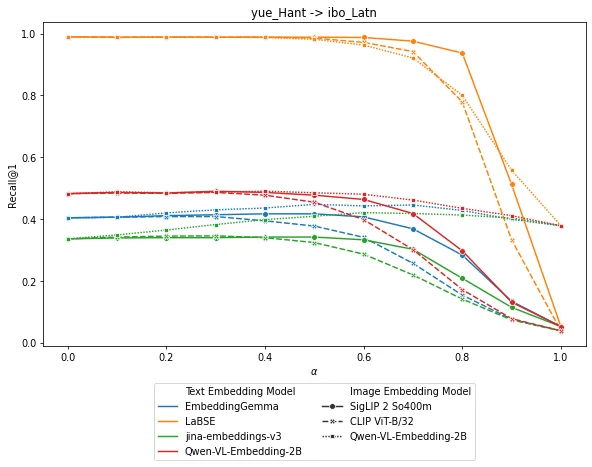 yue_Hant -> ibo_Latn
Recall@1
1.0
0.8
0.6
0.4
0.2
0.0
0.0 0.2 0.4 0.6 0.8 1.0
α
Text Embedding Model
EmbeddingGemma
LaBSE
jina-embeddings-v3
Qwen-VL-Embedding-2B
Image Embedding Model
SigLIP 2 So400m
CLIP ViT-B/32
Qwen-VL-Embedding-2B